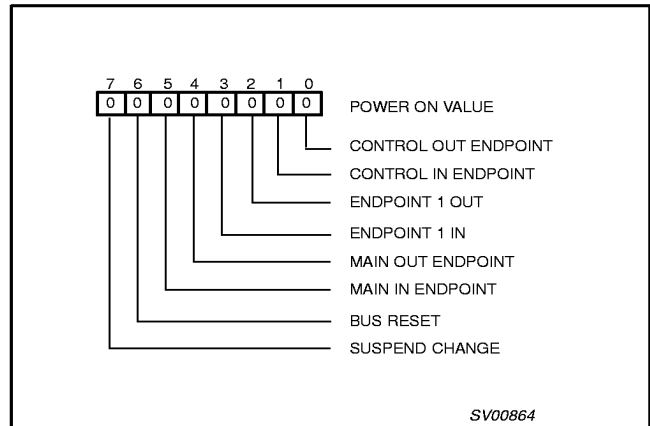 7 6 5 4 3 2 1 0
0 0 0 0 0 0 0 0 POWER ON VALUE
CONTROL OUT ENDPOINT
CONTROL IN ENDPOINT
ENDPOINT 1 OUT
ENDPOINT 1 IN
MAIN OUT ENDPOINT
MAIN IN ENDPOINT
BUS RESET
SUSPEND CHANGE
SV00864